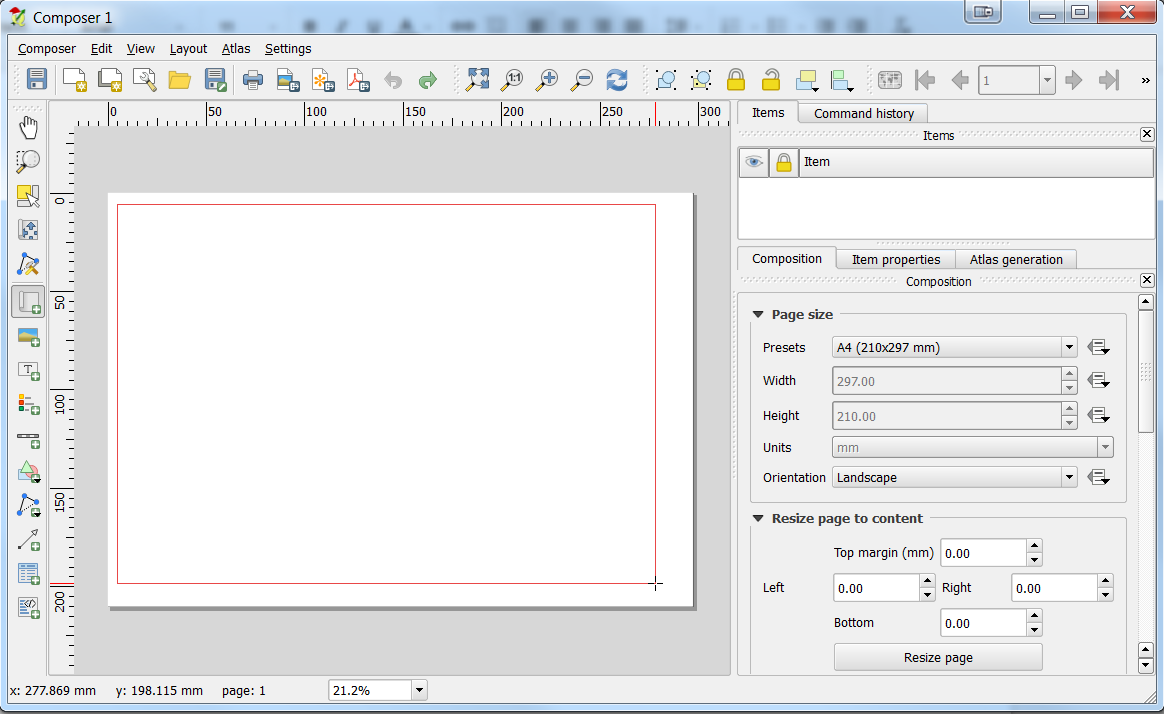 Composer 1
Composer Edit View Layout Atlas Settings
1:1 1 »
0 50 100 150 200 250 300
Items Command history
Items
Item
0
50
100
150
200
Composition Item properties Atlas generation
Composition
Page size
Presets A4 (210x297 mm)
Width 297.00
Height 210.00
Units mm
Orientation Landscape
Resize page to content
Top margin (mm) 0.00
Left 0.00 Right 0.00
Bottom 0.00
Resize page
x: 277.869 mm y: 198.115 mm page: 1 21.2%